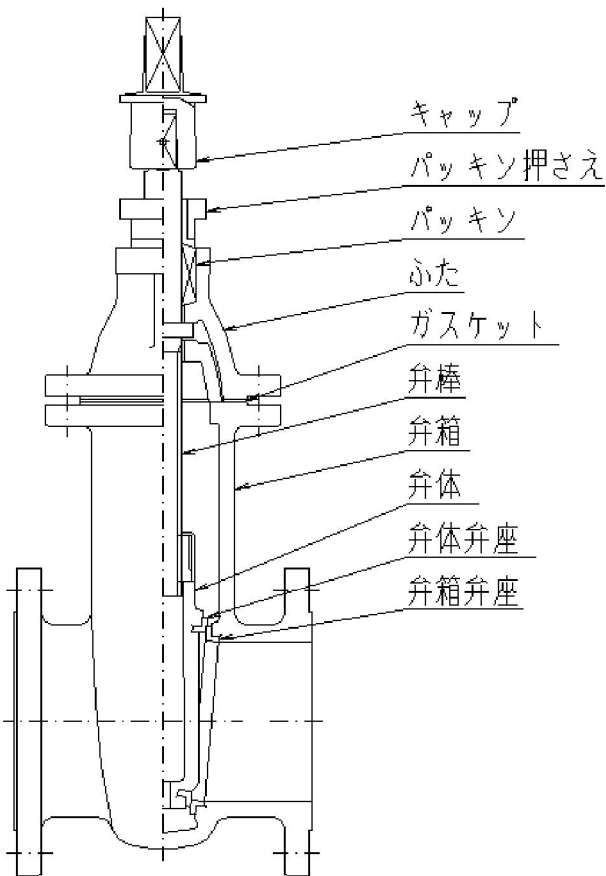 キャップ
パッキン押さえ
パッキン
ふた
ガスケット
弁棒
弁箱
弁体
弁体弁座
弁箱弁座